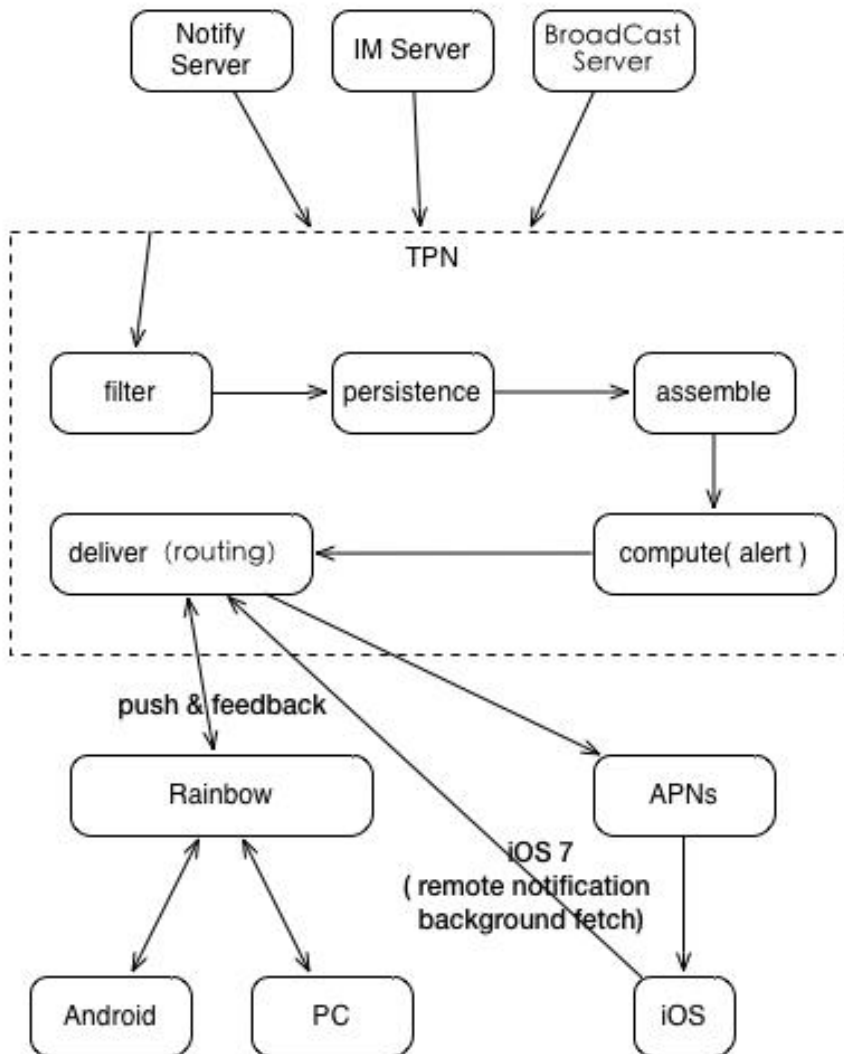 Notify
Server
IM Server
BroadCast
Server
TPN
filter
persistence
assemble
deliver (routing)
compute( alert )
push & feedback
Rainbow
APNs
iOS 7
( remote notification
background fetch)
Android
PC
iOS